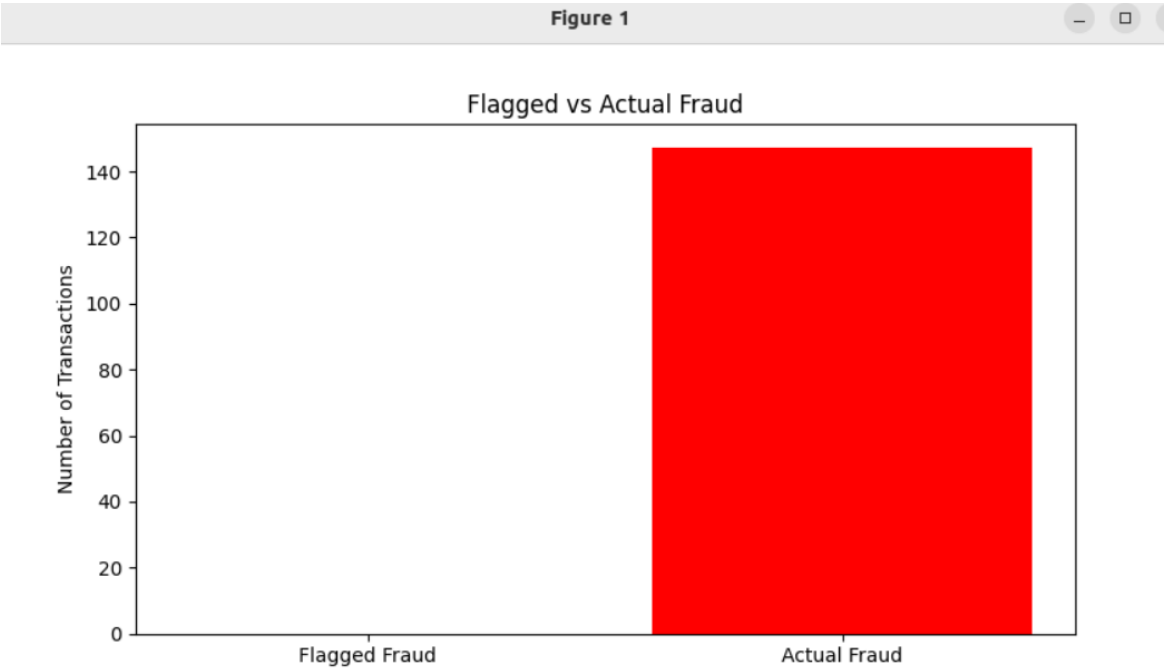 Figure 1
Flagged vs Actual Fraud
Number of Transactions
140
120
100
80
60
40
20
0
Flagged Fraud
Actual Fraud